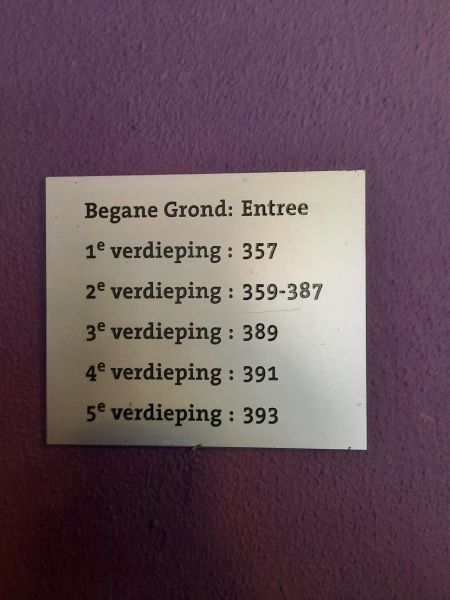 Begane Grond: Entree
1e verdieping : 357
2e verdieping : 359-387
3e verdieping : 389
4e verdieping : 391
5e verdieping : 393